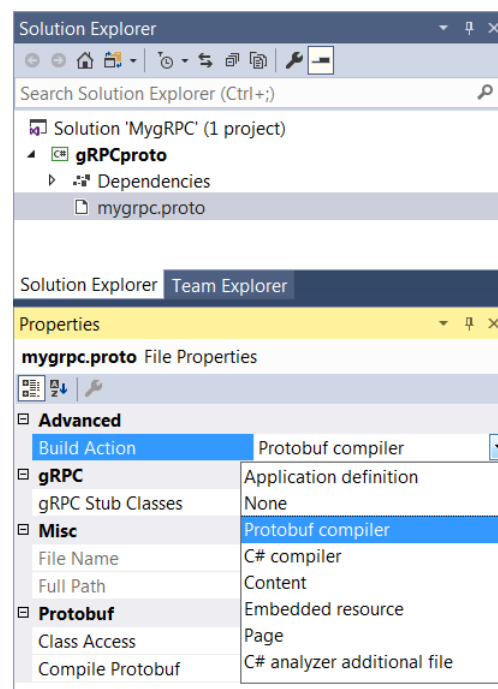 Solution Explorer
Search Solution Explorer (Ctrl+;)
Solution 'MygRPC' (1 project)
C# gRPCproto
Dependencies
mygrpc.proto
Solution Explorer Team Explorer
Properties
mygrpc.proto File Properties
Advanced
Build Action Protobuf compiler
gRPC Application definition
gRPC Stub Classes None
Misc Protobuf compiler
File Name C# compiler
Full Path Content
Protobuf Embedded resource
Class Access Page
Compile Protobuf C# analyzer additional file